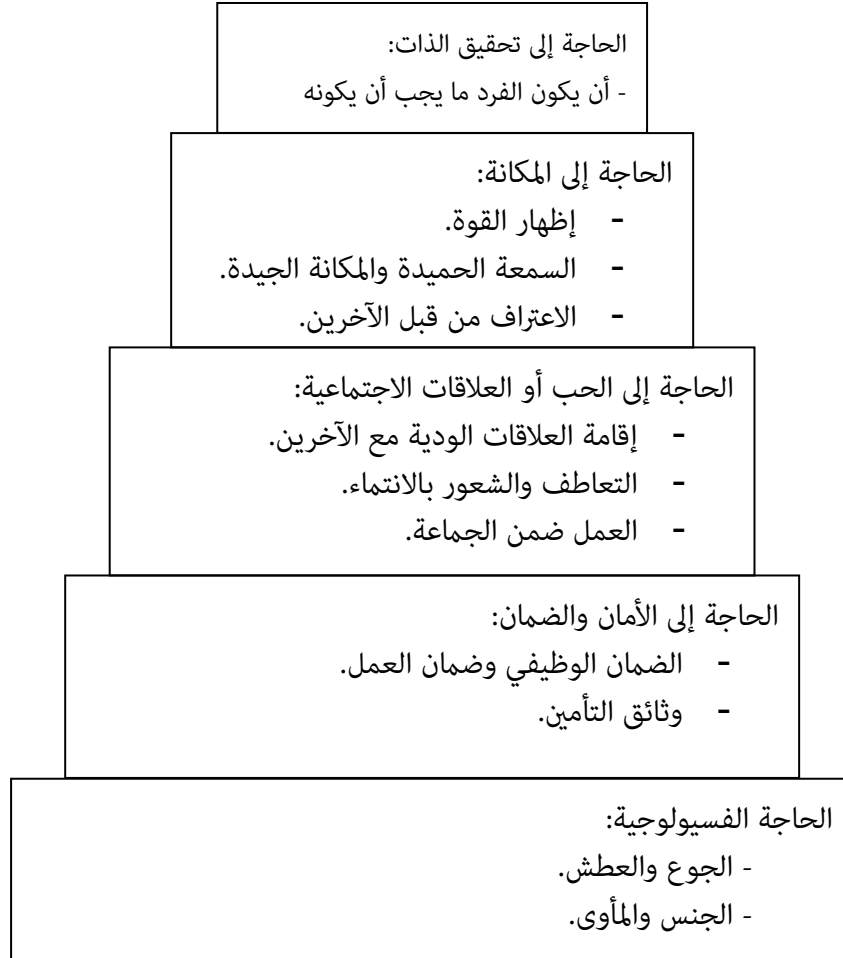 الحاجة إلى تحقيق الذات:
- أن يكون الفرد ما يجب أن يكونه
الحاجة إلى المكانة:
- إظهار القوة.
- السمعة الحميدة والمكانة الجيدة.
- الاعتراف من قبل الآخرين.
الحاجة إلى الحب أو العلاقات الاجتماعية:
- إقامة العلاقات الودية مع الآخرين.
- التعاطف والشعور بالانتماء.
- العمل ضمن الجماعة.
الحاجة إلى الأمان والضمان:
- الضمان الوظيفي وضمان العمل.
- وثائق التأمين.
الحاجة الفسيولوجية:
- الجوع والعطش.
- الجنس والمأوى.